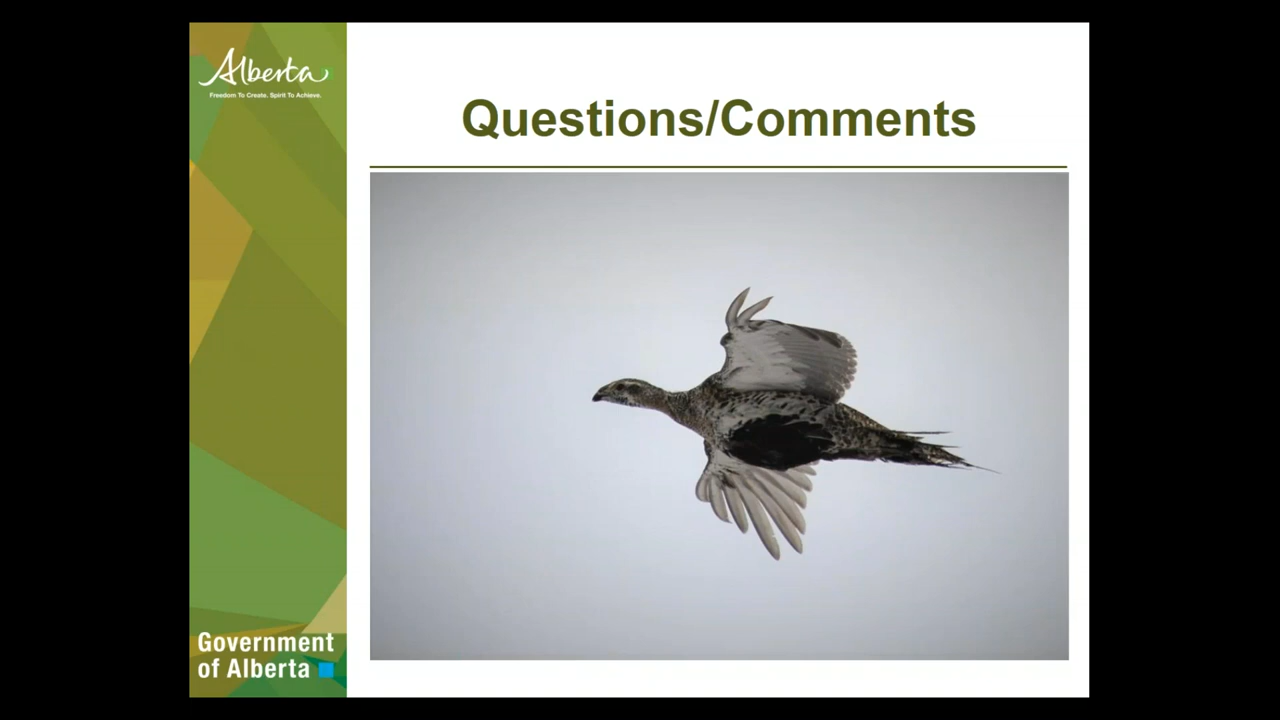 Alberta
Freedom To Create. Spirit To Achieve.
Questions/Comments
Government
of Alberta